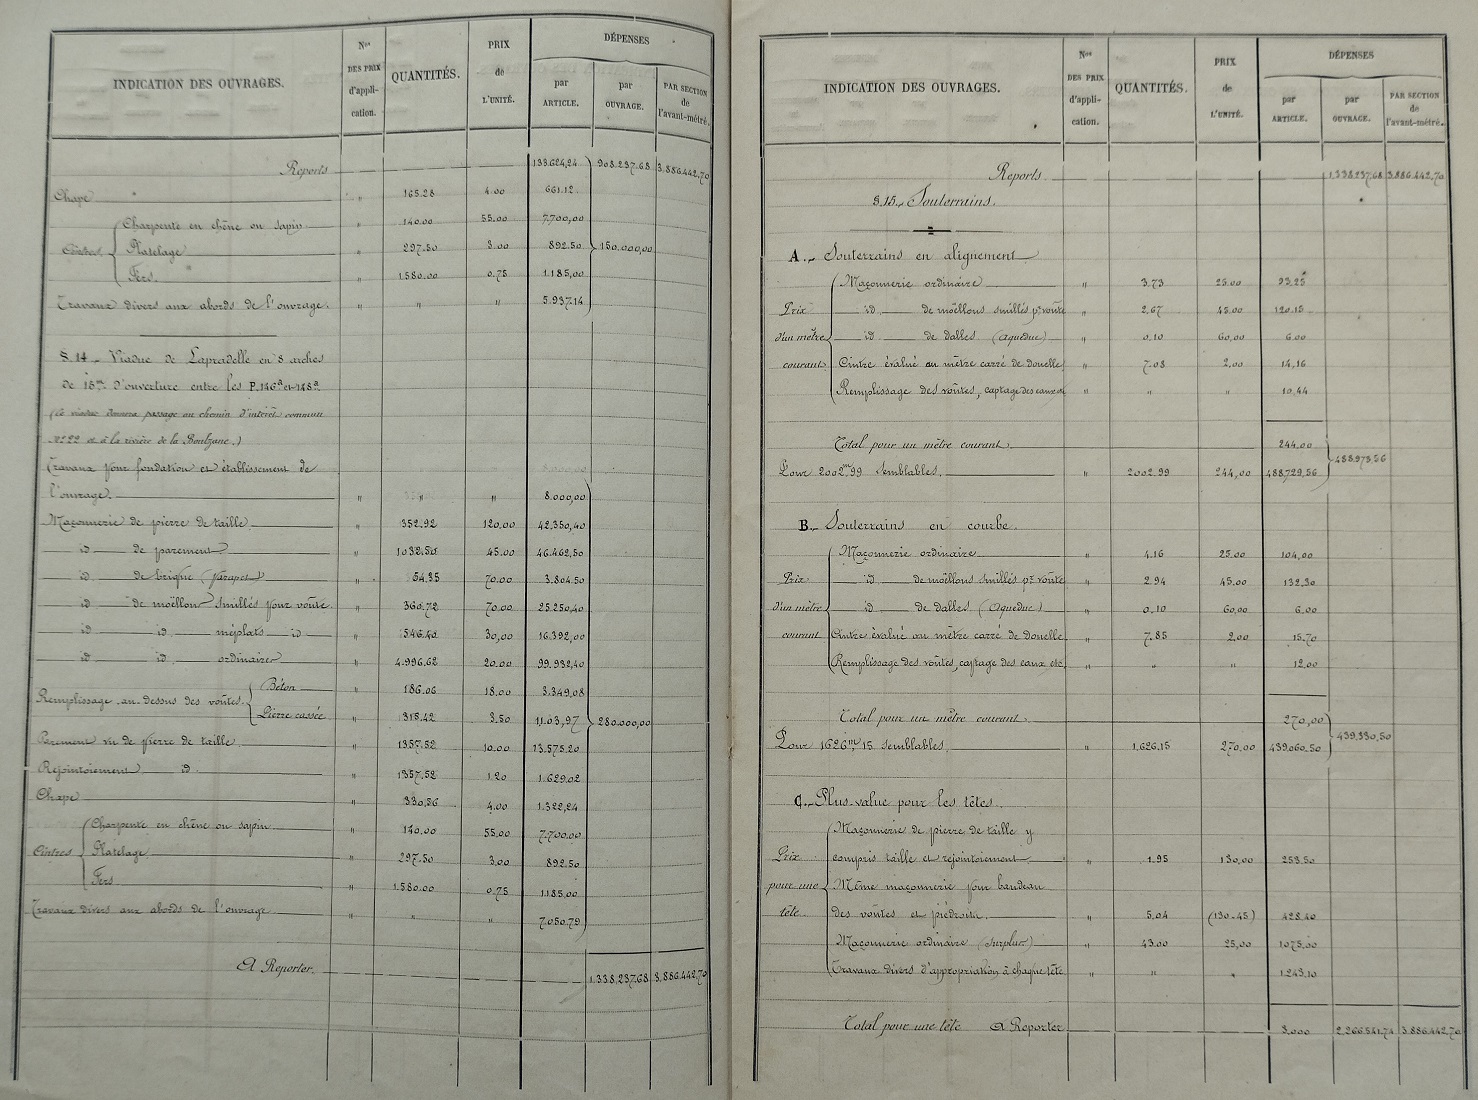 INDICATION DES OUVRAGES. Nos DES PRIX d'appli- cation. QUANTITÉS. PRIX de L'UNITÉ. DÉPENSES par ARTICLE. par OUVRAGE. PAR SECTION de l'avant-métré.
Reports 133.624,24 908.237.68 3.886.442.70
Chape " 165.28 4.00 661.12
Cintres Charpente en chêne ou sapin " 140.00 55.00 7.700,00
Platelage " 297.50 3.00 892.50 150.000,00
Fers " 1.580.00 0.75 1.185,00
Travaux divers aux abords de l'ouvrage. " " " 5.937.14
§.14._ Viaduc de Lapradelle en 8 arches
de 18m d'ouverture entre les P.146a et 148a
(Ce viaduc donnera passage au chemin d'intérêt commun
No 22 et à la rivière de la Boulzane.)
Travaux pour fondation et établissement de
l'ouvrage. " " " 8.000,00
Maçonnerie de pierre de taille " 352.92 120,00 42.350,40
id de parement " 1032.50 45.00 46.462,50
id de brique (parapet) " 54.35 70.00 3.804.50
id de moëllons smillés pour voûte " 360.72 70.00 25.250,40
id id méplats id " 546.40 30,00 16.392,00
id id ordinaires " 4.996.62 20.00 99.932,40
Remplissage au dessus des voûtes. Béton " 186.06 18.00 3.349,08
Pierre cassée " 315.42 3.50 1,103,97 280.000,00
Parement vu de pierre de taille " 1357.52 10.00 13.575.20
Rejointoiement id. " 1357,52 1.20 1.629.02
Chape " 330,56 4.00 1.322,24
Cintres Charpente en chêne ou sapin " 140.00 55.00 7.700.00
Platelage " 297.50 3,00 892.50
Fers " 1.580.00 0.75 1.185,00
Travaux divers aux abords de l'ouvrage " " " 7.050.79
A Reporter. 1.338.237.68 3.886.442.70
INDICATION DES OUVRAGES. Nos DES PRIX d'appli- cation. QUANTITÉS. PRIX de L'UNITÉ. DÉPENSES par ARTICLE. par OUVRAGE. PAR SECTION de l'avant-métré.
Reports 1.338.237.68 3.886.442.70
§.15._ Souterrains.
A._ Souterrains en alignement
Maçonnerie ordinaire " 3.73 25.00 93.25
Prix id de moëllons smillés pr voûte " 2.67 45.00 120.15
d'un mètre id de dalles (aqueduc) " 0.10 60,00 6.00
courant Cintre évalué au mètre carré de douelle " 7.08 2,00 14,16
Remplissage des voûtes, captage des eaux etc " " " 10.44
Total pour un mètre courant 244.00
Pour 2002m99 semblables. " 2002.99 244,00 488.729,56 488.973,56
B._ Souterrains en courbe.
Maçonnerie ordinaire " 4.16 25.00 104,00
Prix id de moëllons smillés pr voûte " 2.94 45.00 132,30
d'un mètre id de dalles (aqueduc) " 0.10 60,00 6,00
courant Cintre évalué au mètre carré de douelle " 7.85 2,00 15.70
Remplissage des voûtes, captage des eaux etc. " " " 12,00
Total pour un mètre courant 270,00
Pour 1626m15 semblables. " 1.626.15 270.00 439.060.50 439.330,50
C._ Plus-value pour les têtes.
Maçonnerie de pierre de taille y
Prix compris taille et rejointoiement " 1.95 130,00 253.50
pour une Même maçonnerie pour bandeau
tête. des voûtes et piédroits. " 5.04 (130-45) 428.40
Maçonnerie ordinaire (surplus) " 43.00 25,00 1075.00
Travaux divers d'appropriation à chaque tête " " " 1.243.10
Total pour une tête A Reporter 3.000 2.266.541.74 3.886.442.70